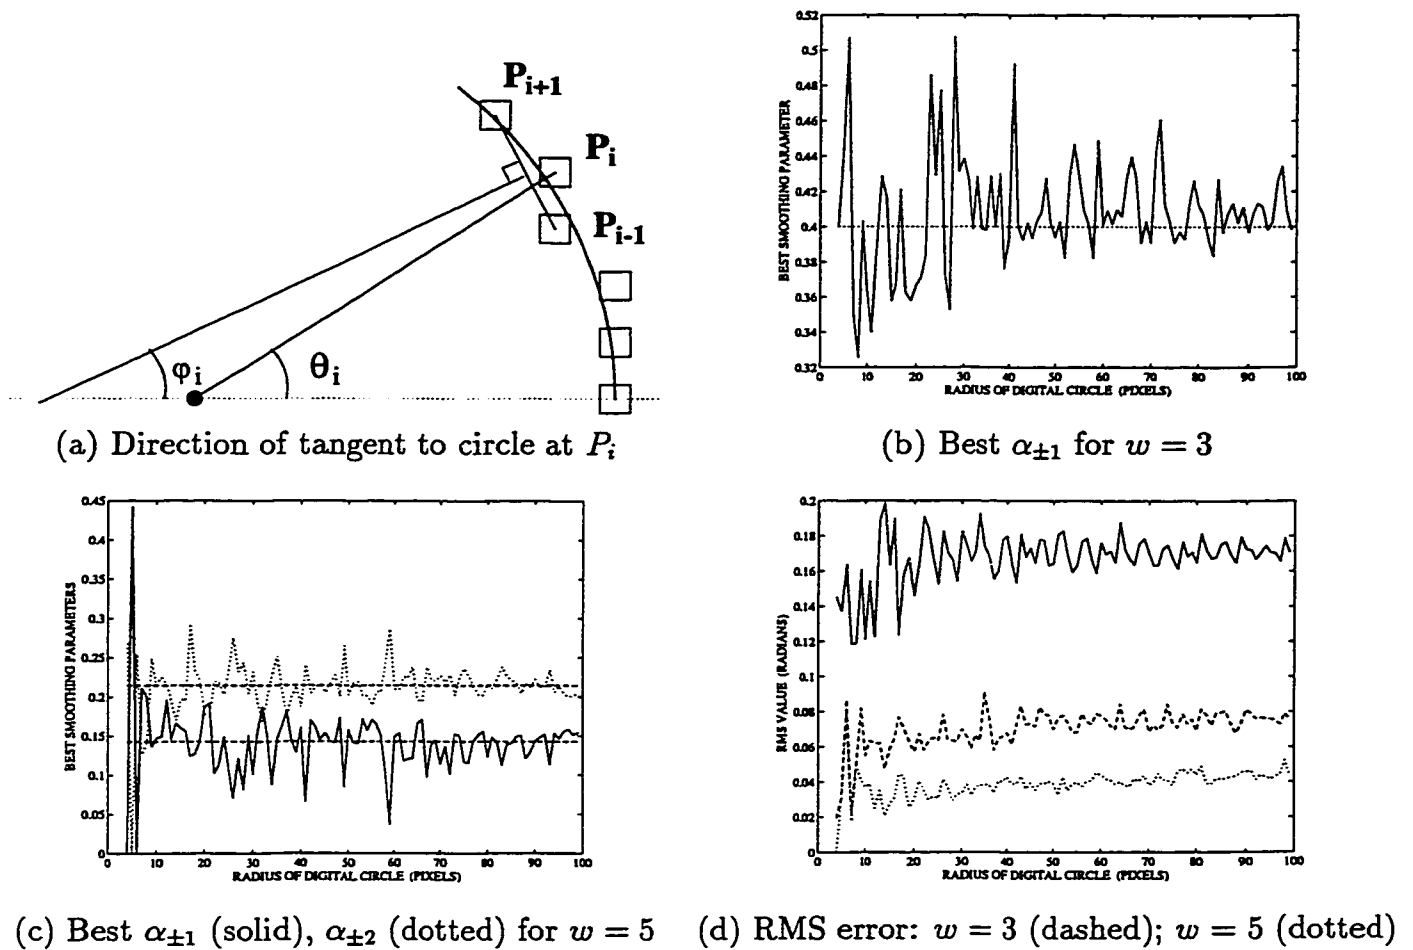 P_{i+1}
P_i
P_{i-1}
φ_i
θ_i
(a) Direction of tangent to circle at P_i
BEST SMOOTHING PARAMETER
0.52
0.5
0.48
0.46
0.44
0.42
0.4
0.38
0.36
0.34
0.32
0 10 20 30 40 50 60 70 80 90 100
RADIUS OF DIGITAL CIRCLE (PIXELS)
(b) Best α_{±1} for w = 3
BEST SMOOTHING PARAMETERS
0.45
0.4
0.35
0.3
0.25
0.2
0.15
0.1
0.05
0
0 10 20 30 40 50 60 70 80 90 100
RADIUS OF DIGITAL CIRCLE (PIXELS)
(c) Best α_{±1} (solid), α_{±2} (dotted) for w = 5
RMS VALUE (RADIANS)
0.2
0.18
0.16
0.14
0.12
0.1
0.08
0.06
0.04
0.02
0
0 10 20 30 40 50 60 70 80 90 100
RADIUS OF DIGITAL CIRCLE (PIXELS)
(d) RMS error: w = 3 (dashed); w = 5 (dotted)